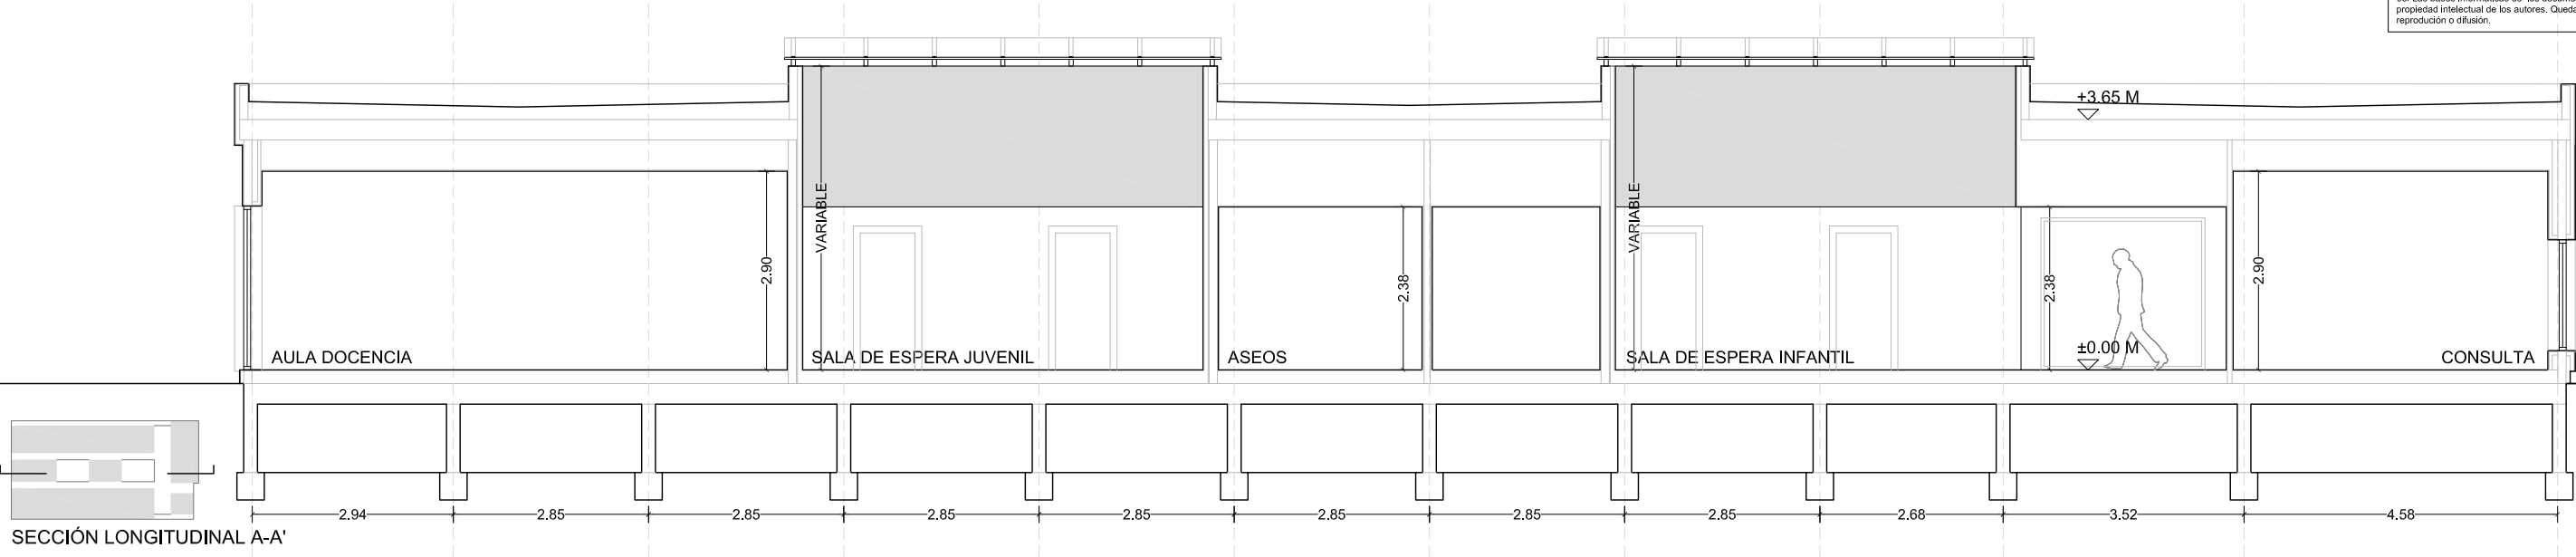 propiedad intelectual de los autores. Queda
reprodución o difusión.
+3.65 M
VARIABLE
VARIABLE
2.90
2.38
2.38
2.90
±0.00 M
AULA DOCENCIA
SALA DE ESPERA JUVENIL
ASEOS
SALA DE ESPERA INFANTIL
CONSULTA
2.94
2.85
2.85
2.85
2.85
2.85
2.85
2.85
2.68
3.52
4.58
SECCIÓN LONGITUDINAL A-A'